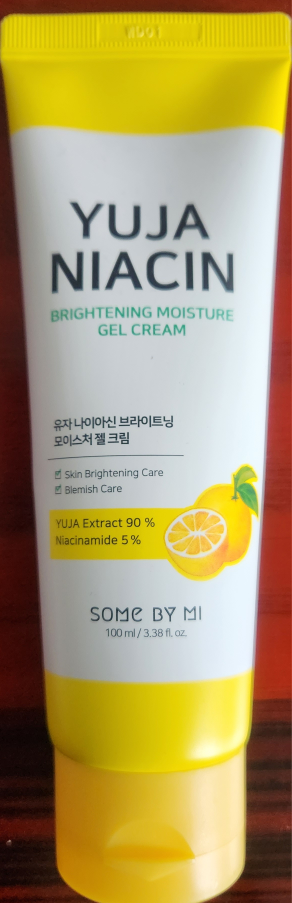 YUJA
NIACIN
BRIGHTENING MOISTURE
GEL CREAM
유자 나이아신 브라이트닝
모이스처 젤 크림
Skin Brightening Care
Blemish Care
YUJA Extract 90 %
Niacinamide 5 %
SOME BY MI
100 ml / 3.38 fl. oz.